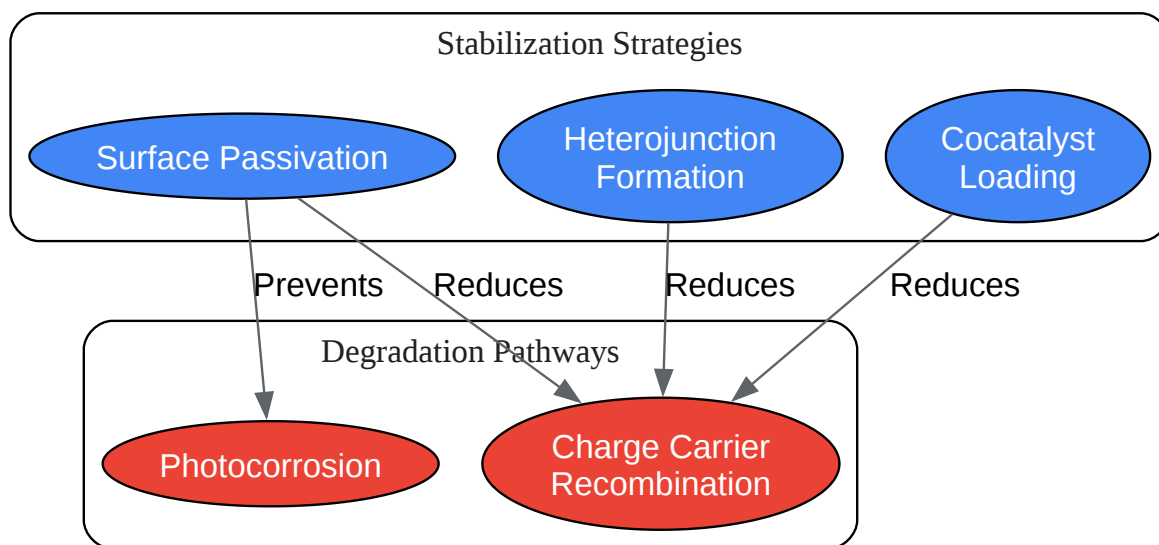 Stabilization Strategies
Surface Passivation
Heterojunction
Formation
Cocatalyst
Loading
Prevents
Reduces
Reduces
Reduces
Degradation Pathways
Photocorrosion
Charge Carrier
Recombination